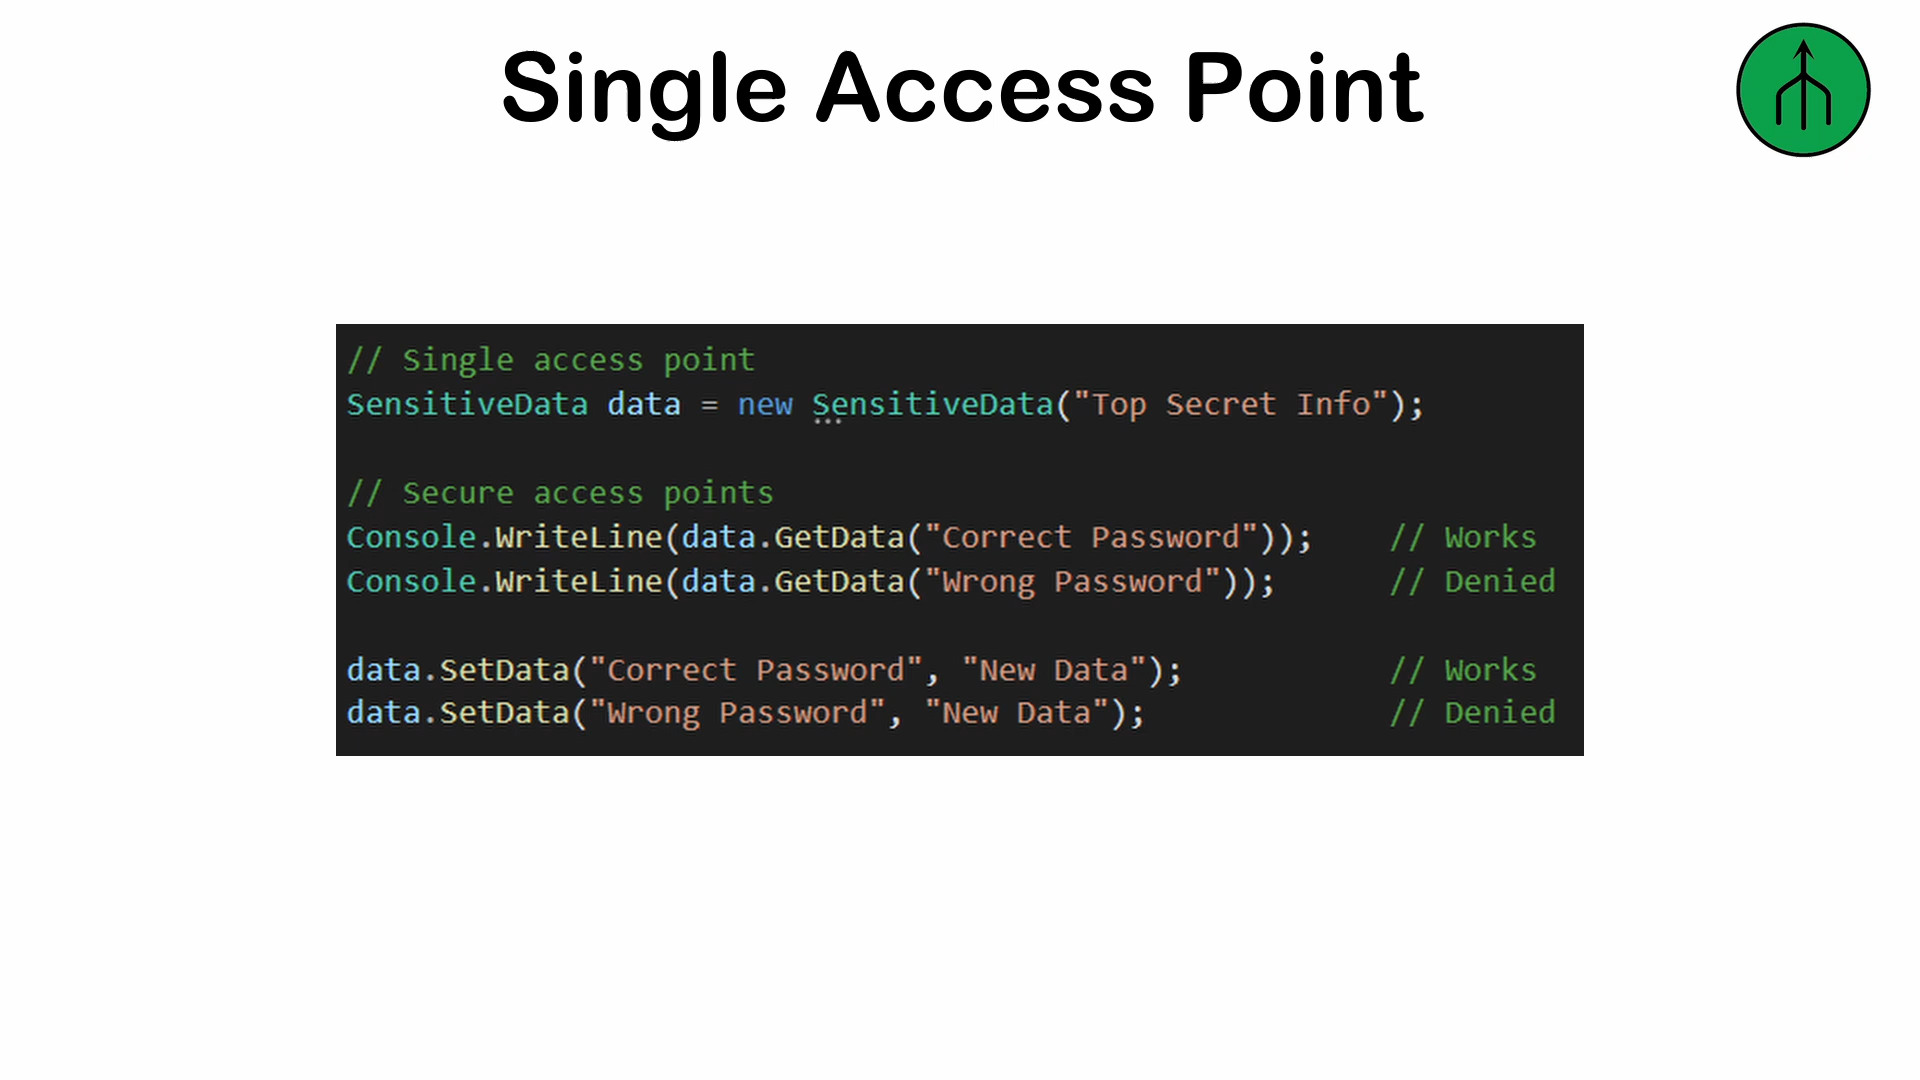 Single Access Point
// Single access point
SensitiveData data = new SensitiveData("Top Secret Info");
// Secure access points
Console.WriteLine(data.GetData("Correct Password")); // Works
Console.WriteLine(data.GetData("Wrong Password")); // Denied
data.SetData("Correct Password", "New Data"); // Works
data.SetData("Wrong Password", "New Data"); // Denied